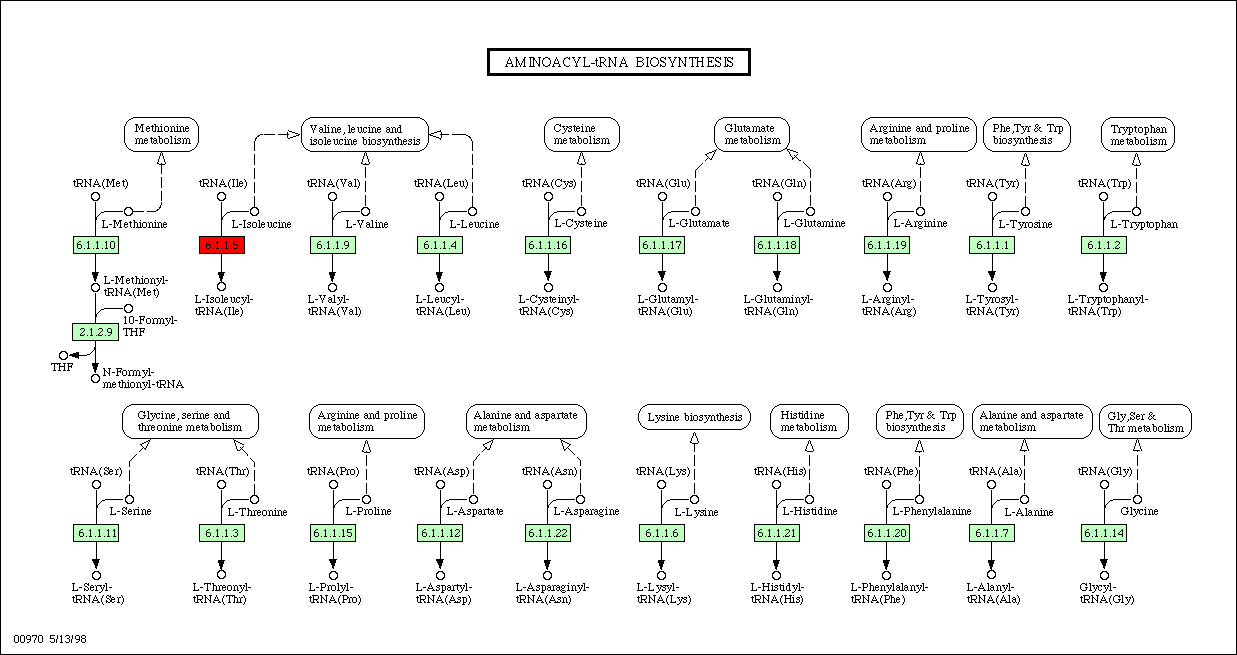 AMINOACYL-tRNA BIOSYNTHESIS
Methionine
metabolism
Valine, leucine and
isoleucine biosynthesis
Cysteine
metabolism
Glutamate
metabolism
Arginine and proline
metabolism
Phe,Tyr & Trp
biosynthesis
Tryptophan
metabolism
tRNA(Met)
tRNA(Ile)
tRNA(Val)
tRNA(Leu)
tRNA(Cys)
tRNA(Glu)
tRNA(Gln)
tRNA(Arg)
tRNA(Tyr)
tRNA(Trp)
L-Methionine
L-Isoleucine
L-Valine
L-Leucine
L-Cysteine
L-Glutamate
L-Glutamine
L-Arginine
L-Tyrosine
L-Tryptophan
6.1.1.10
6.1.1.5
6.1.1.9
6.1.1.4
6.1.1.16
6.1.1.17
6.1.1.18
6.1.1.19
6.1.1.1
6.1.1.2
L-Methionyl-
tRNA(Met)
L-Isoleucyl-
tRNA(Ile)
L-Valyl-
tRNA(Val)
L-Leucyl-
tRNA(Leu)
L-Cysteinyl-
tRNA(Cys)
L-Glutamyl-
tRNA(Glu)
L-Glutaminyl-
tRNA(Gln)
L-Arginyl-
tRNA(Arg)
L-Tyrosyl-
tRNA(Tyr)
L-Tryptophanyl-
tRNA(Trp)
10-Formyl-
THF
2.1.2.9
THF
N-Formyl-
methionyl-tRNA
Glycine, serine and
threonine metabolism
Arginine and proline
metabolism
Alanine and aspartate
metabolism
Lysine biosynthesis
Histidine
metabolism
Phe,Tyr & Trp
biosynthesis
Alanine and aspartate
metabolism
Gly,Ser &
Thr metabolism
tRNA(Ser)
tRNA(Thr)
tRNA(Pro)
tRNA(Asp)
tRNA(Asn)
tRNA(Lys)
tRNA(His)
tRNA(Phe)
tRNA(Ala)
tRNA(Gly)
L-Serine
L-Threonine
L-Proline
L-Aspartate
L-Asparagine
L-Lysine
L-Histidine
L-Phenylalanine
L-Alanine
Glycine
6.1.1.11
6.1.1.3
6.1.1.15
6.1.1.12
6.1.1.22
6.1.1.6
6.1.1.21
6.1.1.20
6.1.1.7
6.1.1.14
L-Seryl-
tRNA(Ser)
L-Threonyl-
tRNA(Thr)
L-Prolyl-
tRNA(Pro)
L-Aspartyl-
tRNA(Asp)
L-Asparaginyl-
tRNA(Asn)
L-Lysyl-
tRNA(Lys)
L-Histidyl-
tRNA(His)
L-Phenylalanyl-
tRNA(Phe)
L-Alanyl-
tRNA(Ala)
Glycyl-
tRNA(Gly)
00970 5/13/98